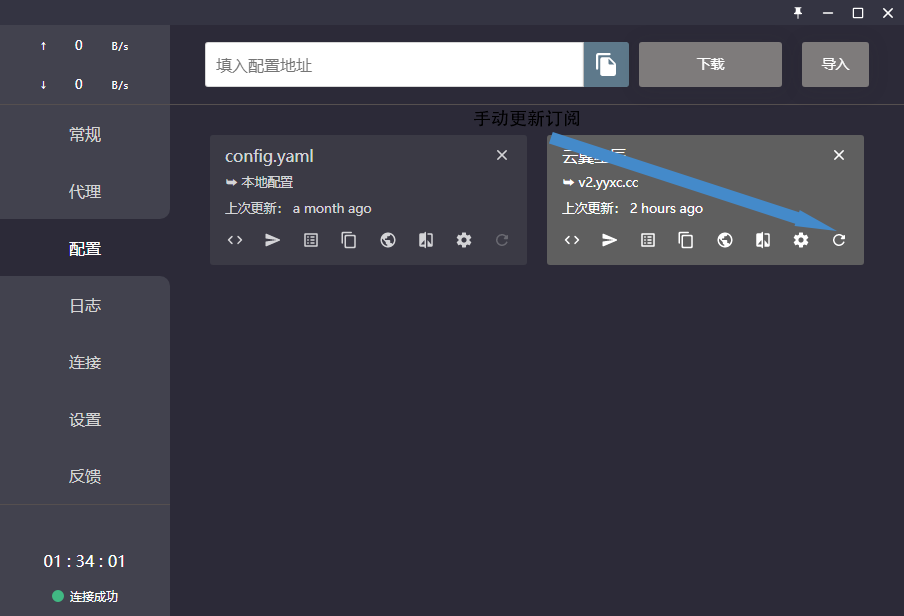 ↑ 0 B/s
↓ 0 B/s
常规
代理
配置
日志
连接
设置
反馈
01 : 34 : 01
连接成功
填入配置地址
下载
导入
手动更新订阅
config.yaml
本地配置
上次更新： a month ago
v2.yyxc.cc
上次更新： 2 hours ago